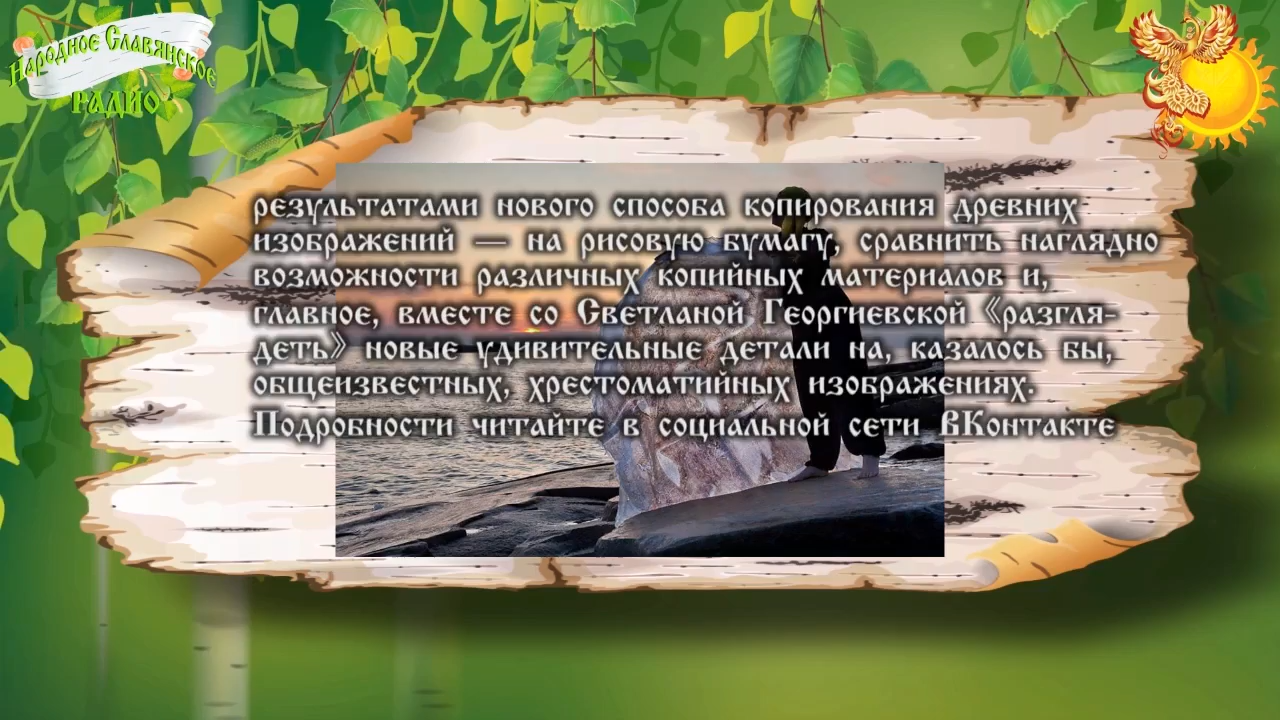 Народное Славянское
РАДИО
результатами нового способа копирования древних
изображений — на рисовую бумагу, сравнить наглядно
возможности различных копийных материалов и,
главное, вместе со Светланой Георгиевской «разгля-
деть» новые удивительные детали на, казалось бы,
общеизвестных, хрестоматийных изображениях.
Подробности читайте в социальной сети ВКонтакте